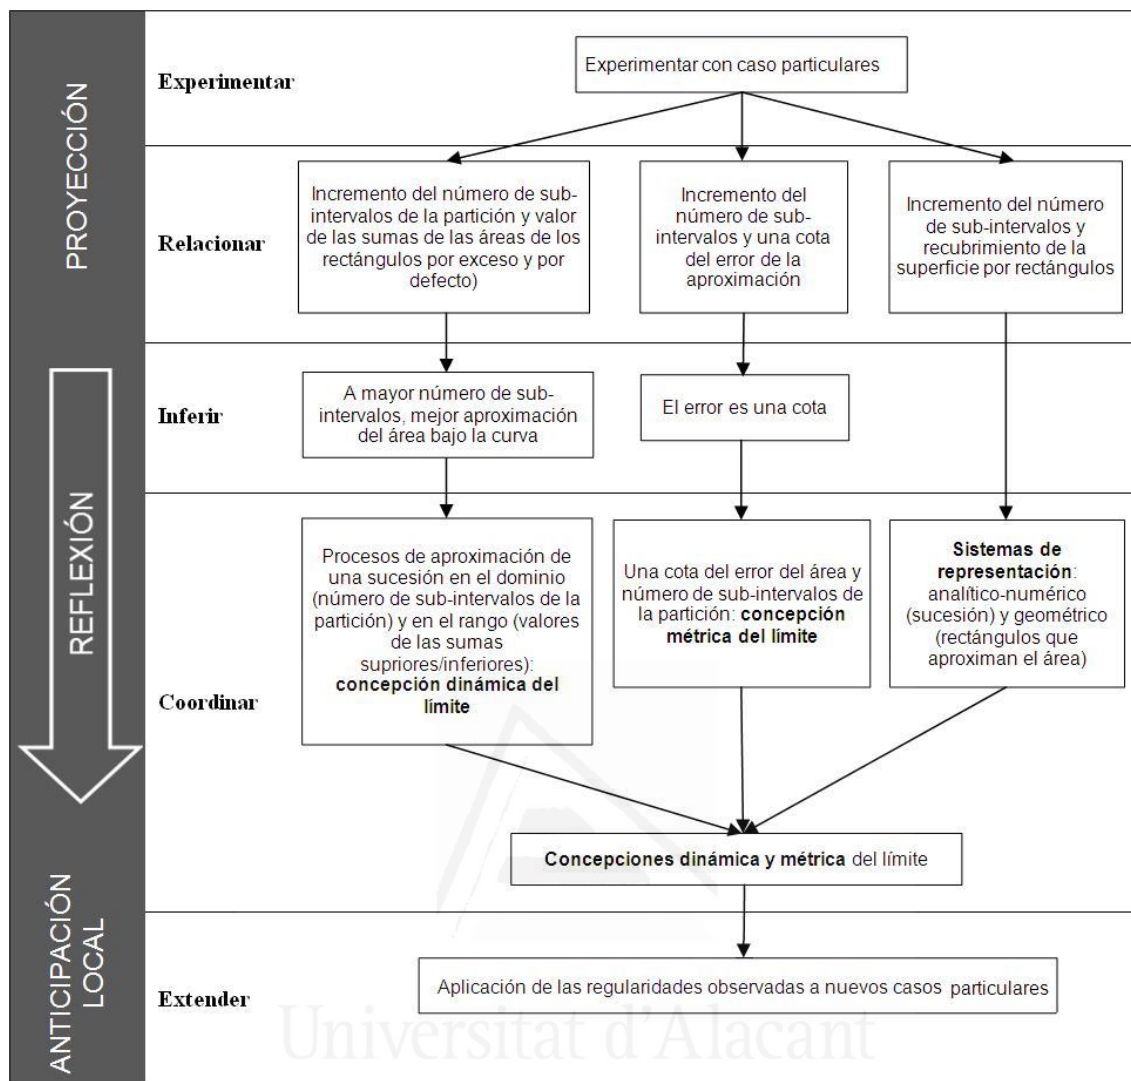 PROYECCIÓN
REFLEXIÓN
ANTICIPACIÓN
LOCAL
Experimentar
Experimentar con caso particulares
Relacionar
Incremento del número de sub-
intervalos de la partición y valor
de las sumas de las áreas de los
rectángulos por exceso y por
defecto)
Incremento del
número de sub-
intervalos y una cota
del error de la
aproximación
Incremento del número
de sub-intervalos y
recubrimiento de la
superficie por rectángulos
Inferir
A mayor número de sub-
intervalos, mejor aproximación
del área bajo la curva
El error es una cota
Coordinar
Procesos de aproximación de
una sucesión en el dominio
(número de sub-intervalos de la
partición) y en el rango (valores
de las sumas
supriores/inferiores):
concepción dinámica del
límite
Una cota del error del área y
número de sub-intervalos de
la partición: concepción
métrica del límite
Sistemas de
representación:
analítico-numérico
(sucesión) y geométrico
(rectángulos que
aproximan el área)
Concepciones dinámica y métrica del límite
Extender
Aplicación de las regularidades observadas a nuevos casos particulares
Universitat d'Alacant